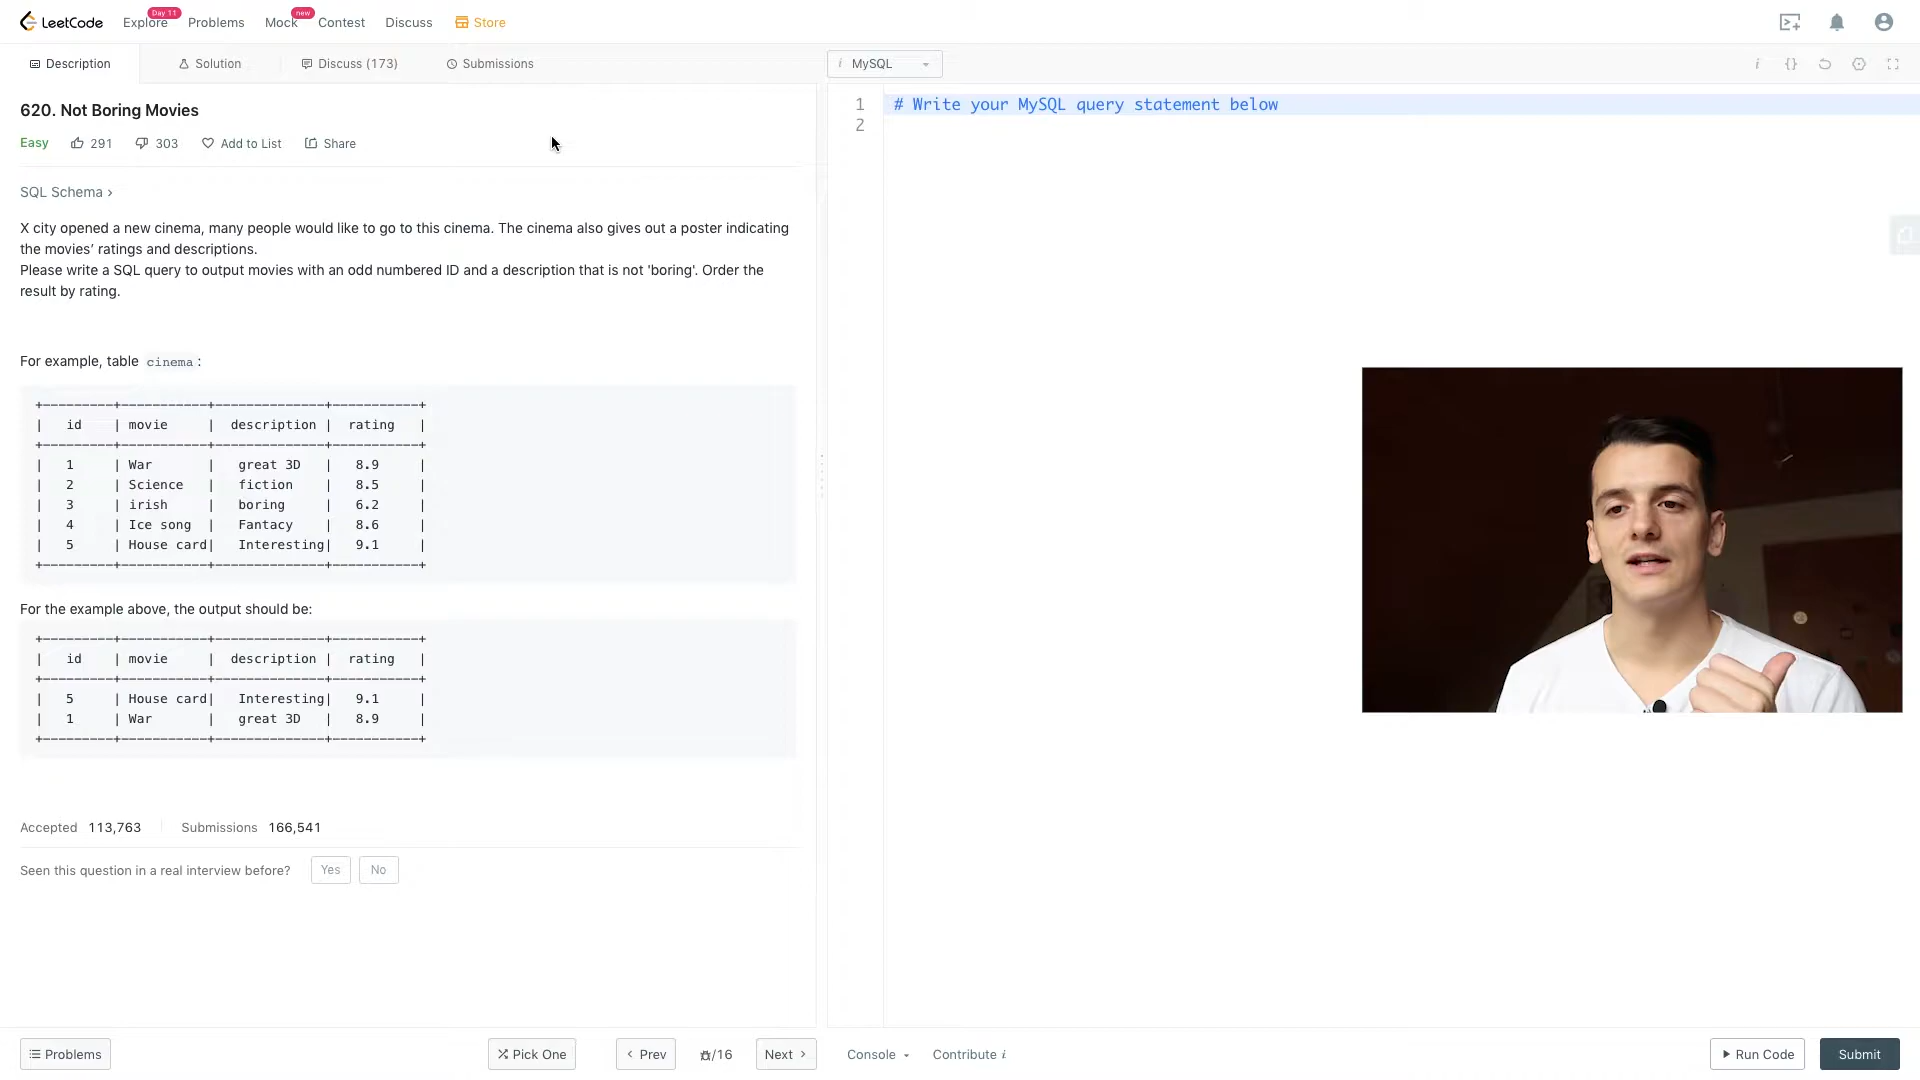 LeetCode Explore Day 11 Problems Mock new Contest Discuss Store
Description Solution Discuss (173) Submissions i MySQL i {}
620. Not Boring Movies
Easy 291 303 Add to List Share
SQL Schema ›
X city opened a new cinema, many people would like to go to this cinema. The cinema also gives out a poster indicating
the movies’ ratings and descriptions.
Please write a SQL query to output movies with an odd numbered ID and a description that is not 'boring'. Order the
result by rating.
For example, table cinema:
+---------+-----------+--------------+-----------+
|   id    | movie     |  description |  rating   |
+---------+-----------+--------------+-----------+
|   1     | War       |   great 3D   |   8.9     |
|   2     | Science   |   fiction    |   8.5     |
|   3     | irish     |   boring     |   6.2     |
|   4     | Ice song  |   Fantacy    |   8.6     |
|   5     | House card|   Interesting|   9.1     |
+---------+-----------+--------------+-----------+
For the example above, the output should be:
+---------+-----------+--------------+-----------+
|   id    | movie     |  description |  rating   |
+---------+-----------+--------------+-----------+
|   5     | House card|   Interesting|   9.1     |
|   1     | War       |   great 3D   |   8.9     |
+---------+-----------+--------------+-----------+
Accepted 113,763 Submissions 166,541
Seen this question in a real interview before? Yes No
1 # Write your MySQL query statement below
2
Problems Pick One ‹ Prev /16 Next › Console Contribute i Run Code Submit